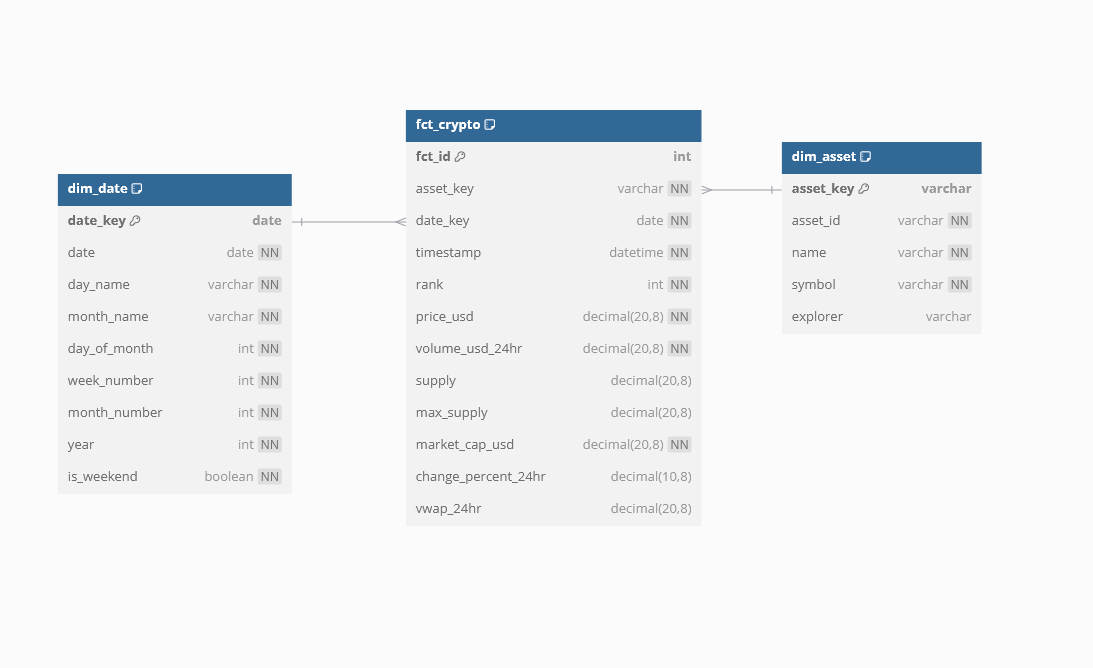 dim_date
date_key date
date date NN
day_name varchar NN
month_name varchar NN
day_of_month int NN
week_number int NN
month_number int NN
year int NN
is_weekend boolean NN
fct_crypto
fct_id int
asset_key varchar NN
date_key date NN
timestamp datetime NN
rank int NN
price_usd decimal(20,8) NN
volume_usd_24hr decimal(20,8) NN
supply decimal(20,8)
max_supply decimal(20,8)
market_cap_usd decimal(20,8) NN
change_percent_24hr decimal(10,8)
vwap_24hr decimal(20,8)
dim_asset
asset_key varchar
asset_id varchar NN
name varchar NN
symbol varchar NN
explorer varchar